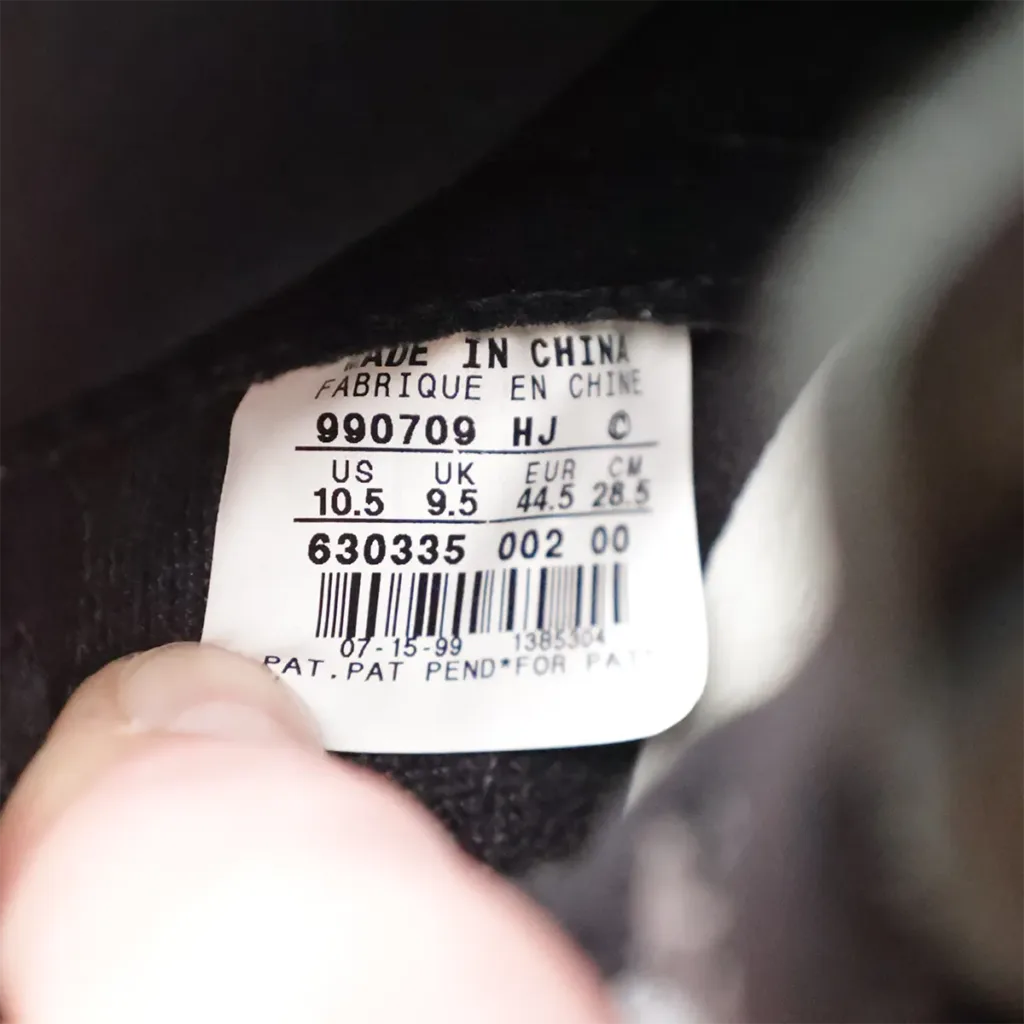 MADE IN CHINA
FABRIQUE EN CHINE
990709 HJ ©
US UK EUR CM
10.5 9.5 44.5 28.5
630335 002 00
07-15-99 1385304
PAT.PAT PEND*FOR PAT*